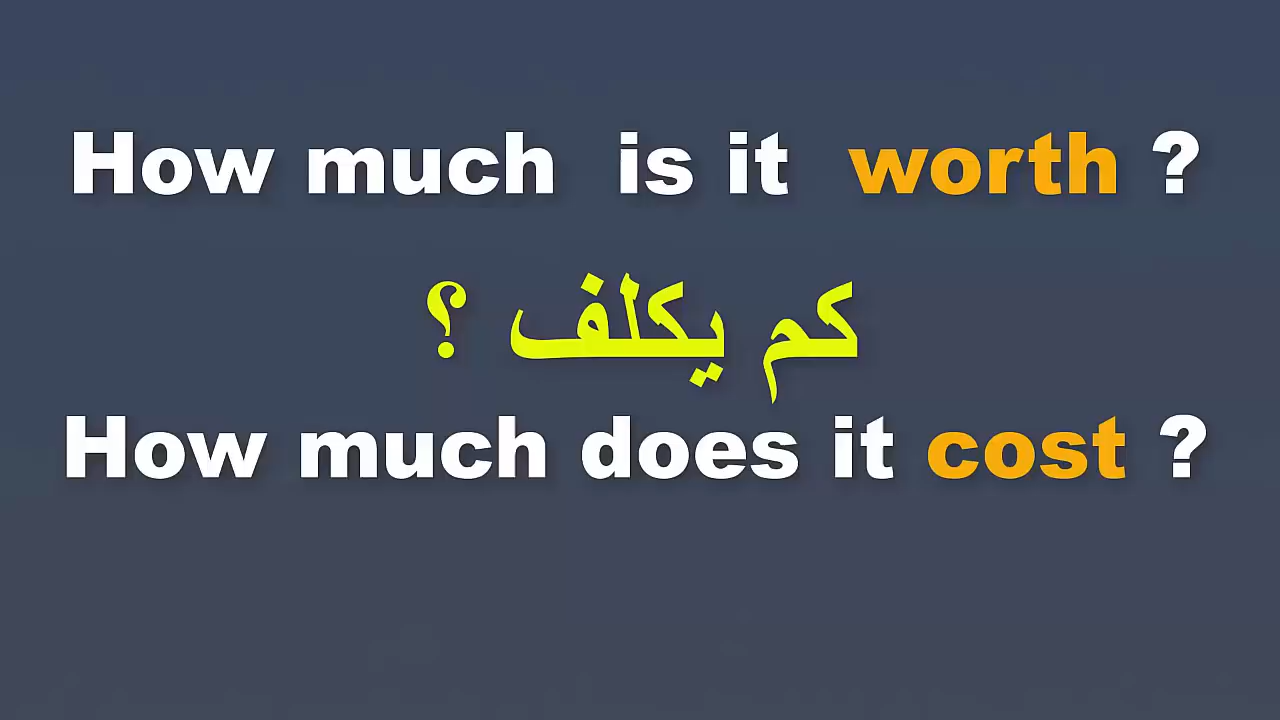 How much is it worth ?
كم يكلف ؟
How much does it cost ?